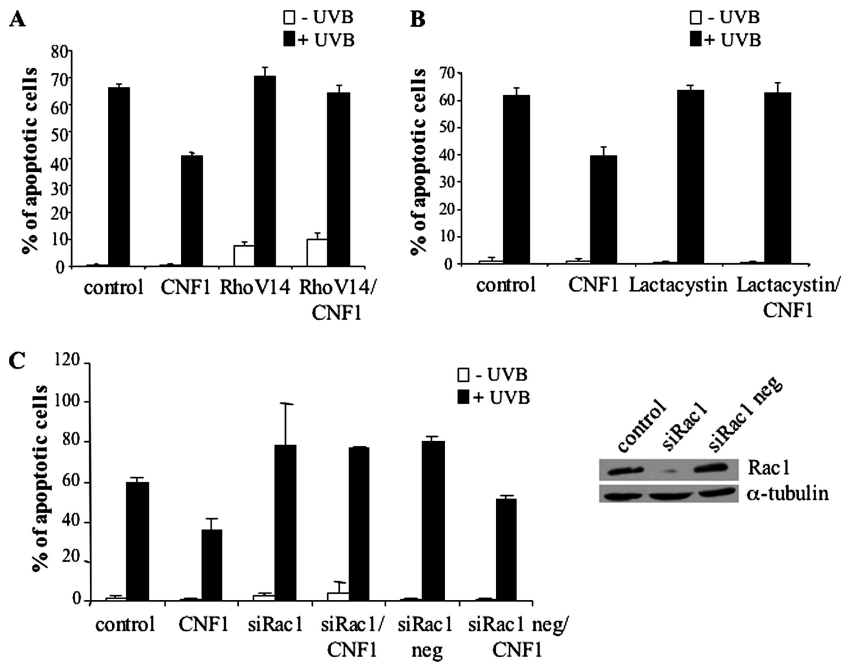 A
- UVB
+ UVB
% of apoptotic cells
80
70
60
50
40
30
20
10
0
control
CNF1
RhoV14
RhoV14/
CNF1
B
- UVB
+ UVB
% of apoptotic cells
80
70
60
50
40
30
20
10
0
control
CNF1
Lactacystin
Lactacystin/
CNF1
C
- UVB
+ UVB
% of apoptotic cells
120
100
80
60
40
20
0
control
CNF1
siRac1
siRac1/
CNF1
siRac1
neg
siRac1 neg/
CNF1
control
siRac1
siRac1 neg
Rac1
α-tubulin